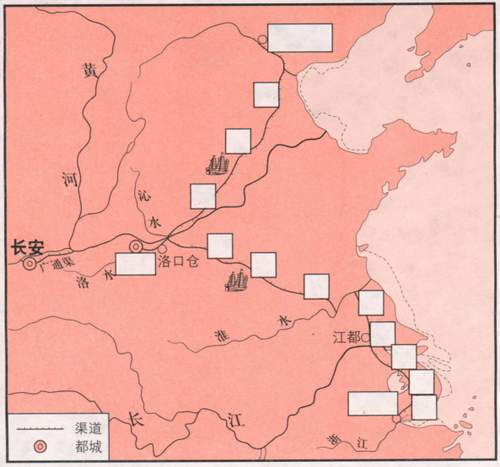 黄
河
沁
水
长安
广通渠
洛
水
洛口仓
淮
水
江都
长
江
浙
江
渠道
都城